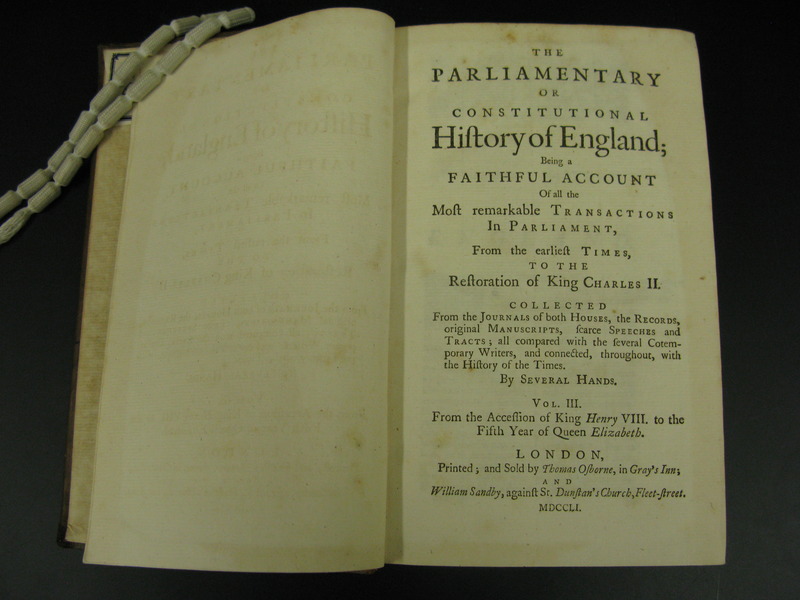 THE
PARLIAMENTARY
OR
CONSTITUTIONAL
Hiſtory of England;
Being a
FAITHFUL ACCOUNT
Of all the
Moſt remarkable TRANSACTIONS
In PARLIAMENT,
From the earlieſt TIMES,
TO THE
Reſtoration of King CHARLES II.
COLLECTED
From the JOURNALS of both HOUSES, the RECORDS,
original MANUSCRIPTS, ſcarce SPEECHES and
TRACTS; all compared with the ſeveral Cotem-
porary Writers, and connected, throughout, with
the Hiſtory of the Times.
By SEVERAL HANDS.
VOL. III.
From the Acceſſion of King Henry VIII. to the
Fifth Year of Queen Elizabeth.
LONDON,
Printed; and Sold by Thomas Oſborne, in Gray's Inn;
AND
William Sandby, againſt St. Dunſtan's Church, Fleet-ſtreet.
MDCCLI.